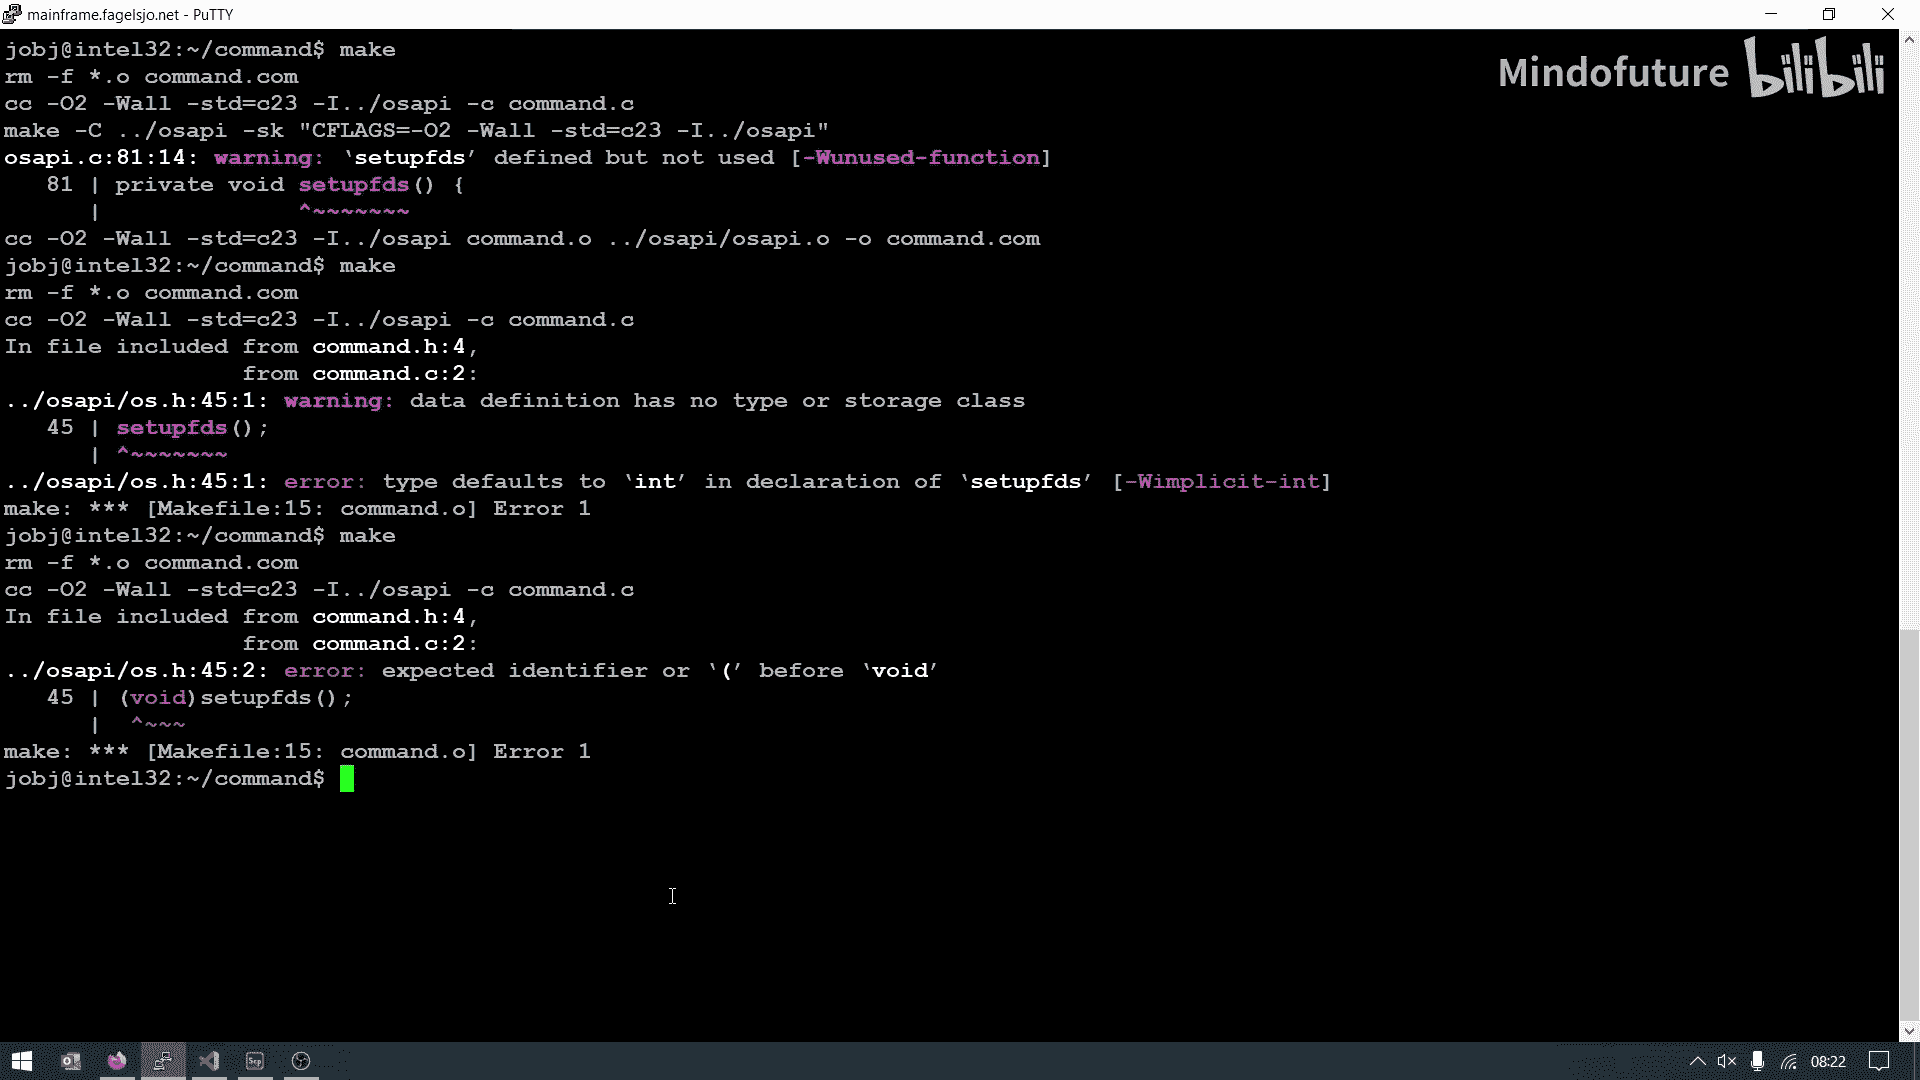 mainframe.fagelsjo.net - PuTTY
jobj@intel32:~/command$ make
rm -f *.o command.com
cc -O2 -Wall -std=c23 -I../osapi -c command.c
make -C ../osapi -sk "CFLAGS=-O2 -Wall -std=c23 -I../osapi"
osapi.c:81:14: warning: ‘setupfds’ defined but not used [-Wunused-function]
81 | private void setupfds() {
| ^~~~~~~~
cc -O2 -Wall -std=c23 -I../osapi command.o ../osapi/osapi.o -o command.com
jobj@intel32:~/command$ make
rm -f *.o command.com
cc -O2 -Wall -std=c23 -I../osapi -c command.c
In file included from command.h:4,
from command.c:2:
../osapi/os.h:45:1: warning: data definition has no type or storage class
45 | setupfds();
| ^~~~~~~~
../osapi/os.h:45:1: error: type defaults to ‘int’ in declaration of ‘setupfds’ [-Wimplicit-int]
make: *** [Makefile:15: command.o] Error 1
jobj@intel32:~/command$ make
rm -f *.o command.com
cc -O2 -Wall -std=c23 -I../osapi -c command.c
In file included from command.h:4,
from command.c:2:
../osapi/os.h:45:2: error: expected identifier or ‘(’ before ‘void’
45 | (void)setupfds();
| ^~~~
make: *** [Makefile:15: command.o] Error 1
jobj@intel32:~/command$
Mindofuture bilibili
08:22